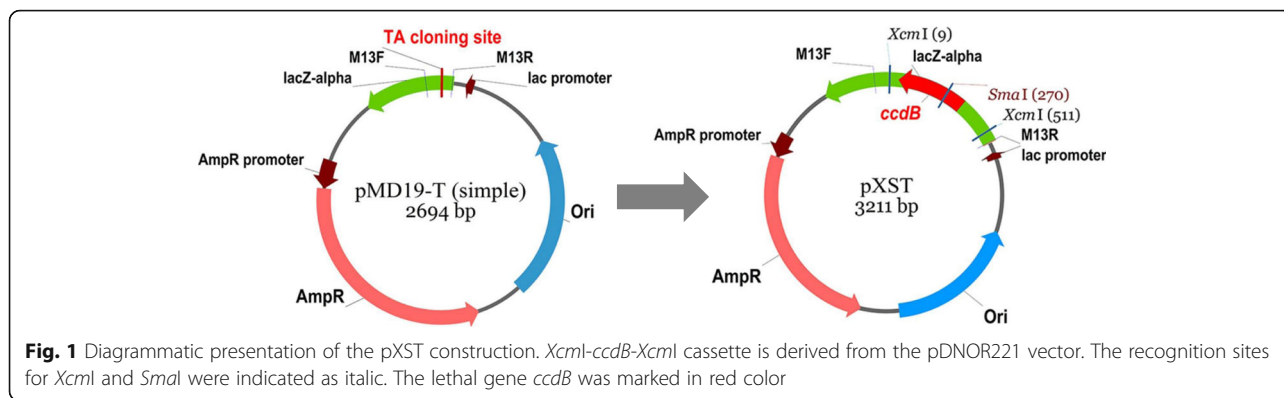 TA cloning site
M13F
M13R
lacZ-alpha
lac promoter
AmpR promoter
pMD19-T (simple)
2694 bp
Ori
AmpR
XcmI (9)
M13F
lacZ-alpha
SmaI (270)
ccdB
XcmI (511)
M13R
lac promoter
AmpR promoter
pXST
3211 bp
AmpR
Ori
Fig. 1 Diagrammatic presentation of the pXST construction. XcmI-ccdB-XcmI cassette is derived from the pDNOR221 vector. The recognition sites
for XcmI and SmaI were indicated as italic. The lethal gene ccdB was marked in red color